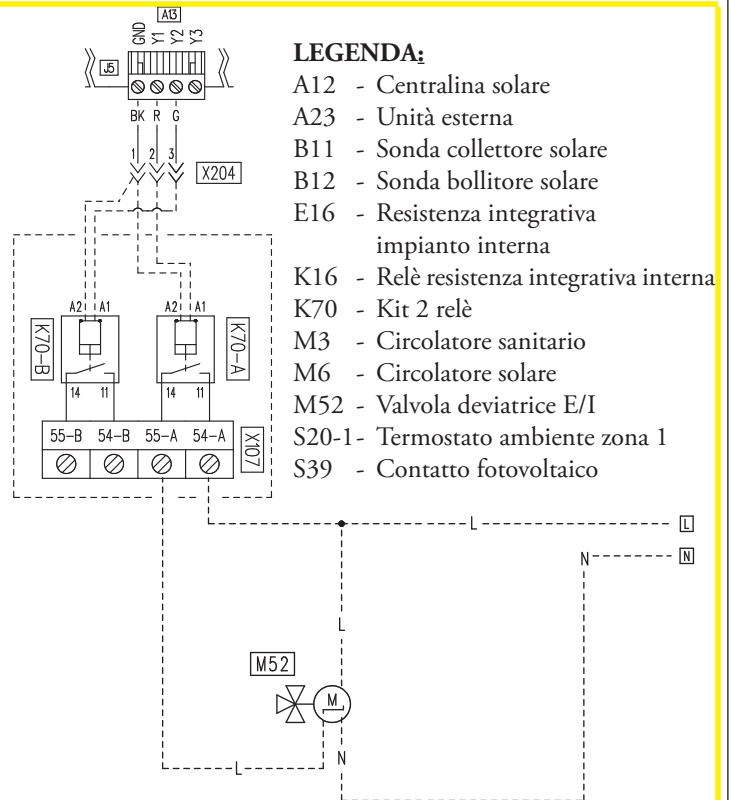 A13
GND Y1 Y2 Y3
J5
BK R G
1 2 3
X204
A2 A1 A2 A1
K70-B
K70-A
14 11 14 11
55-B 54-B 55-A 54-A
X107
L L
N N
L
M52
M
N
L
LEGENDA:
A12 - Centralina solare
A23 - Unità esterna
B11 - Sonda collettore solare
B12 - Sonda bollitore solare
E16 - Resistenza integrativa
impianto interna
K16 - Relè resistenza integrativa interna
K70 - Kit 2 relè
M3 - Circolatore sanitario
M6 - Circolatore solare
M52 - Valvola deviatrice E/I
S20-1- Termostato ambiente zona 1
S39 - Contatto fotovoltaico